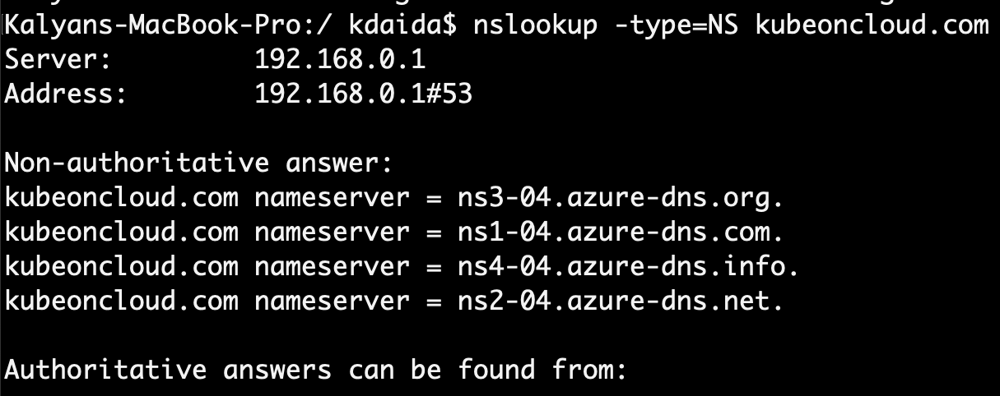 Kalyans-MacBook-Pro:/ kdaida$ nslookup -type=NS kubeoncloud.com
Server:		192.168.0.1
Address:	192.168.0.1#53

Non-authoritative answer:
kubeoncloud.com nameserver = ns3-04.azure-dns.org.
kubeoncloud.com nameserver = ns1-04.azure-dns.com.
kubeoncloud.com nameserver = ns4-04.azure-dns.info.
kubeoncloud.com nameserver = ns2-04.azure-dns.net.

Authoritative answers can be found from: